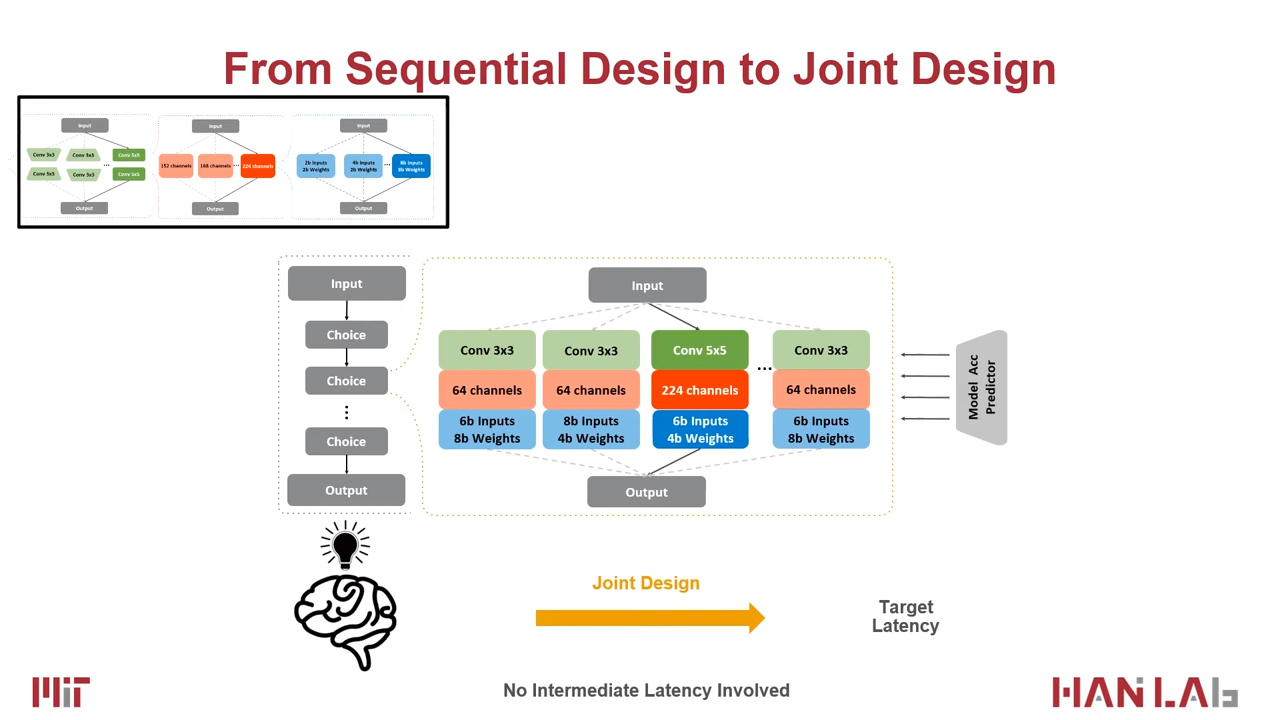 From Sequential Design to Joint Design
Input
Conv 3x3
Conv 3x3
Conv 5x5
...
Conv 5x5
Conv 3x3
Conv 5x5
Output
Input
152 channels
168 channels
...
224 channels
Output
Input
2b Inputs
2b Weights
4b Inputs
2b Weights
...
8b Inputs
8b Weights
Output
Input
Choice
Choice
Choice
Output
Input
Conv 3x3
64 channels
6b Inputs
8b Weights
Conv 3x3
64 channels
8b Inputs
4b Weights
Conv 5x5
224 channels
6b Inputs
4b Weights
...
Conv 3x3
64 channels
6b Inputs
8b Weights
Output
Model Acc
Predictor
Joint Design
Target
Latency
No Intermediate Latency Involved
MIT
HAN LAb